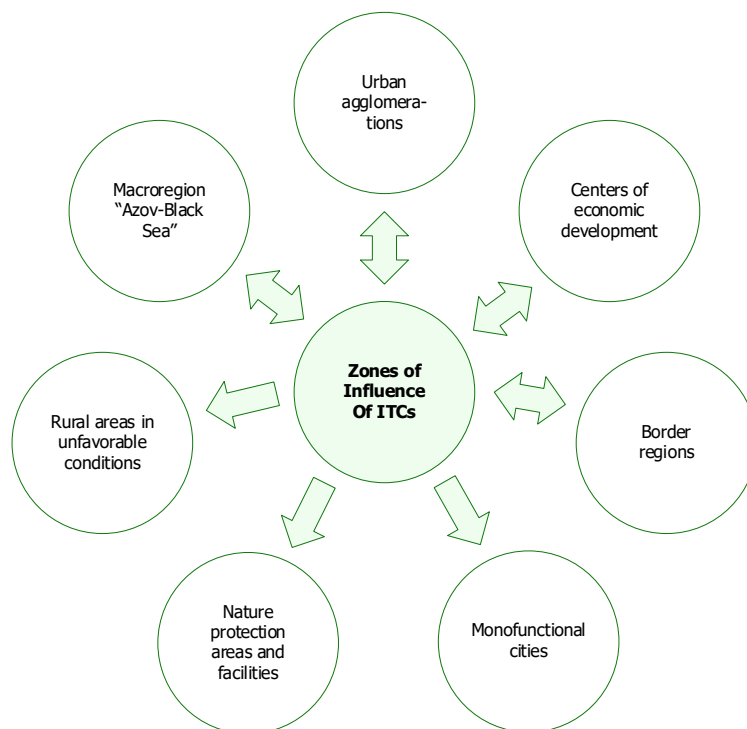 Urban
agglomera-
tions
Macroregion
“Azov-Black
Sea”
Centers of
economic
development
Zones of
Influence
Of ITCs
Rural areas in
unfavorable
conditions
Border
regions
Nature
protection
areas and
facilities
Monofunctional
cities